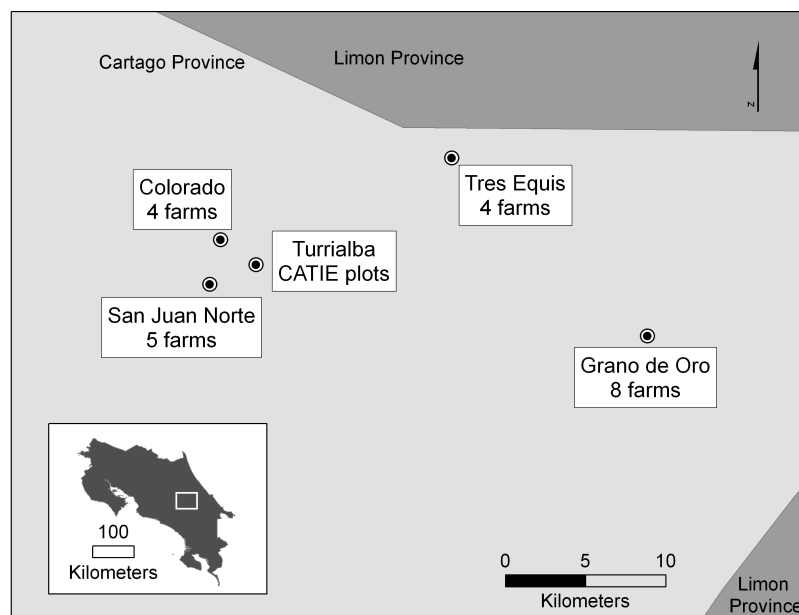 Cartago Province
Limon Province
N
Colorado
4 farms
Tres Equis
4 farms
Turrialba
CATIE plots
San Juan Norte
5 farms
Grano de Oro
8 farms
100
Kilometers
0 5 10
Kilometers
Limon
Province